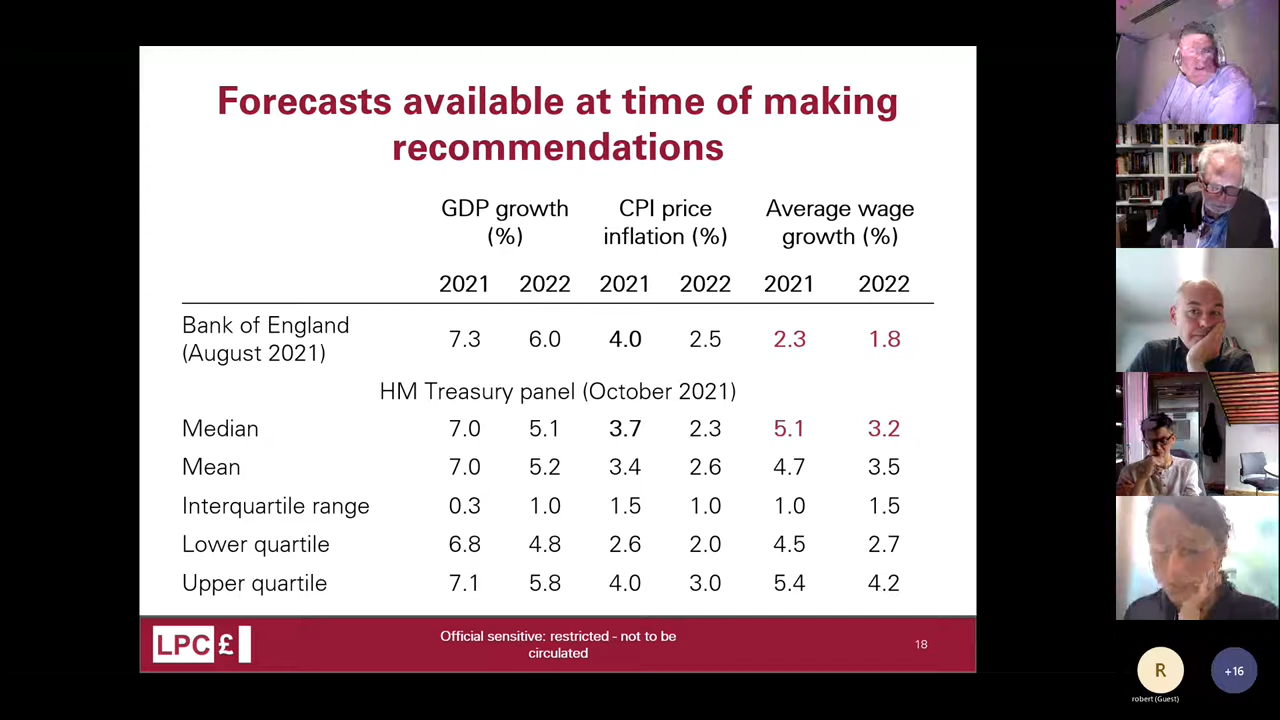 Forecasts available at time of making
recommendations
GDP growth (%) CPI price inflation (%) Average wage growth (%)
2021 2022 2021 2022 2021 2022
Bank of England (August 2021) 7.3 6.0 4.0 2.5 2.3 1.8
HM Treasury panel (October 2021)
Median 7.0 5.1 3.7 2.3 5.1 3.2
Mean 7.0 5.2 3.4 2.6 4.7 3.5
Interquartile range 0.3 1.0 1.5 1.0 1.0 1.5
Lower quartile 6.8 4.8 2.6 2.0 4.5 2.7
Upper quartile 7.1 5.8 4.0 3.0 5.4 4.2
LPC £
Official sensitive: restricted - not to be
circulated
18
R
robert (Guest)
+16